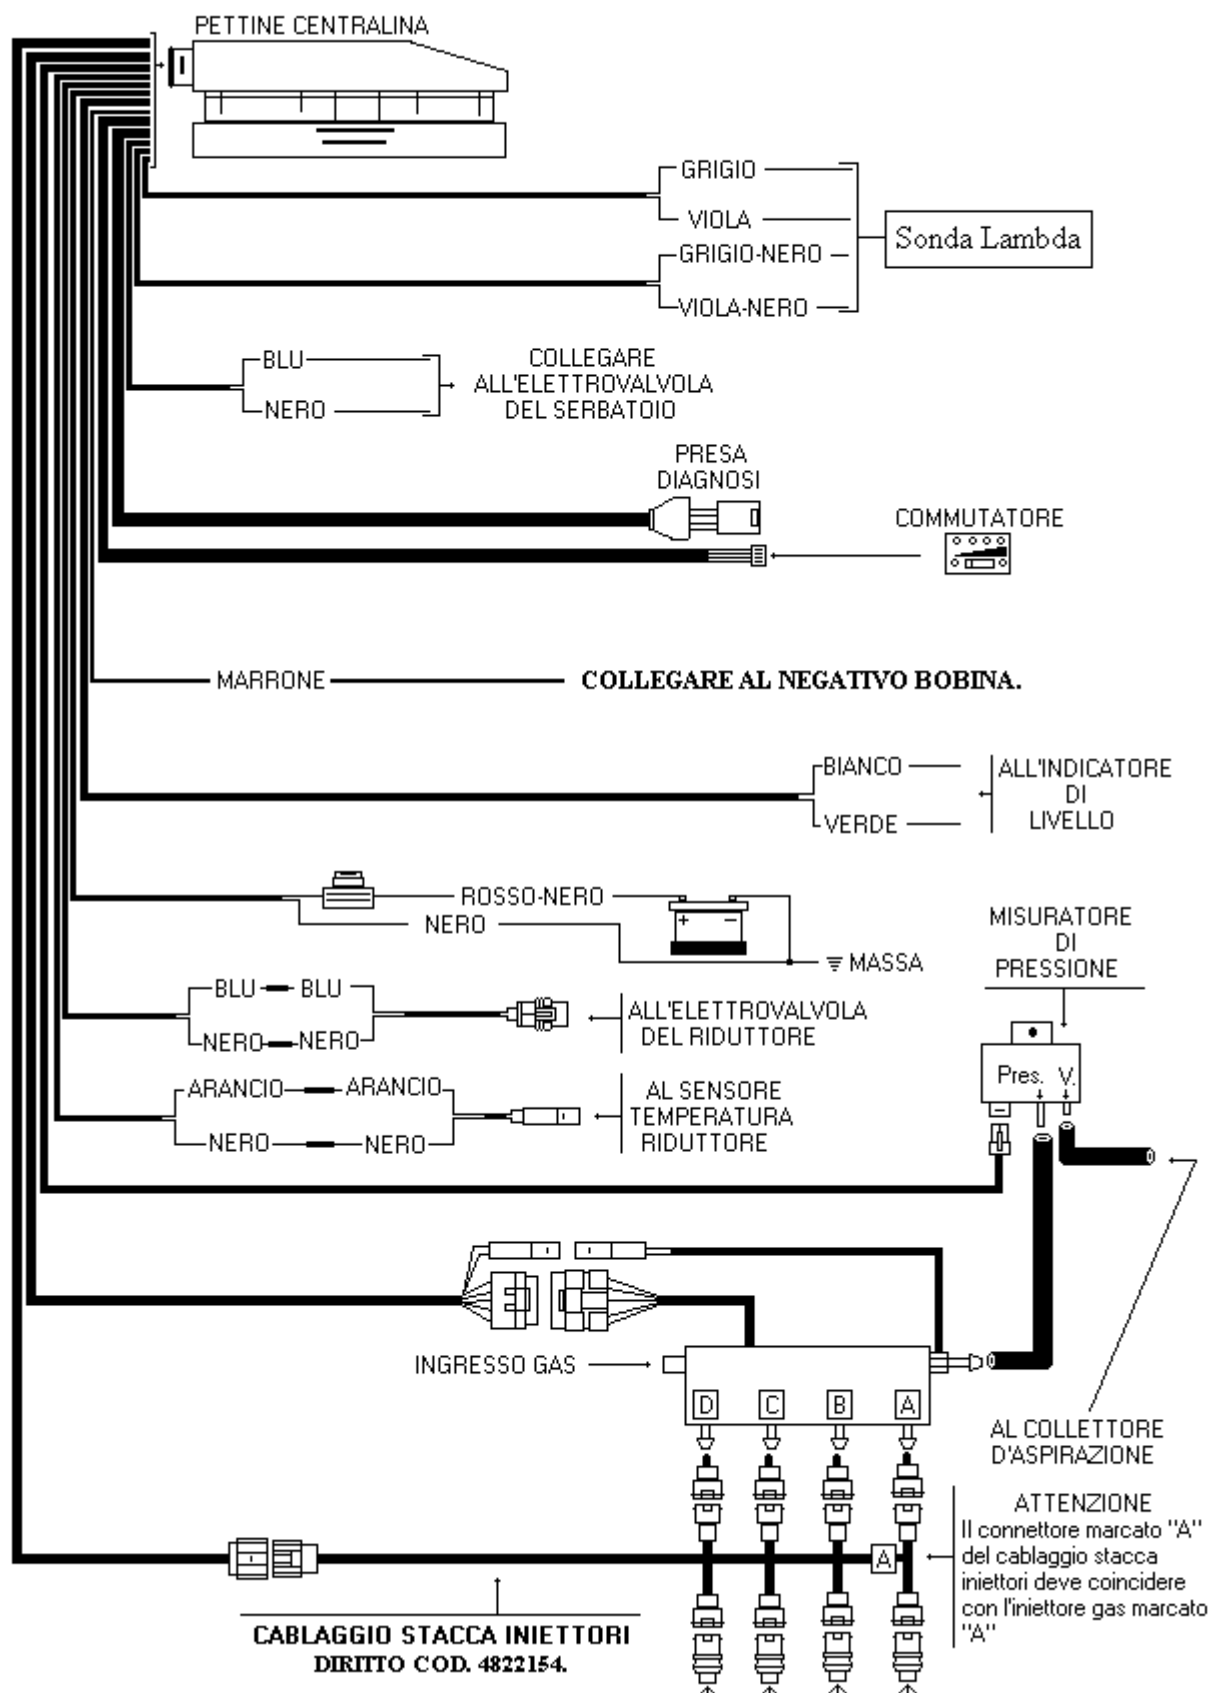 PETTINE CENTRALINA
GRIGIO
VIOLA
GRIGIO-NERO
VIOLA-NERO
Sonda Lambda
BLU
NERO
COLLEGARE
ALL'ELETTROVALVOLA
DEL SERBATOIO
PRESA
DIAGNOSI
COMMUTATORE
MARRONE
COLLEGARE AL NEGATIVO BOBINA.
BIANCO
VERDE
ALL'INDICATORE
DI
LIVELLO
ROSSO-NERO
NERO
+ −
MASSA
MISURATORE
DI
PRESSIONE
BLU BLU
NERO NERO
ALL'ELETTROVALVOLA
DEL RIDUTTORE
Pres. V.
ARANCIO ARANCIO
NERO NERO
AL SENSORE
TEMPERATURA
RIDUTTORE
INGRESSO GAS
D C B A
AL COLLETTORE
D'ASPIRAZIONE
A
ATTENZIONE
Il connettore marcato "A"
del cablaggio stacca
iniettori deve coincidere
con l'iniettore gas marcato
"A"
CABLAGGIO STACCA INIETTORI
DIRITTO COD. 4822154.